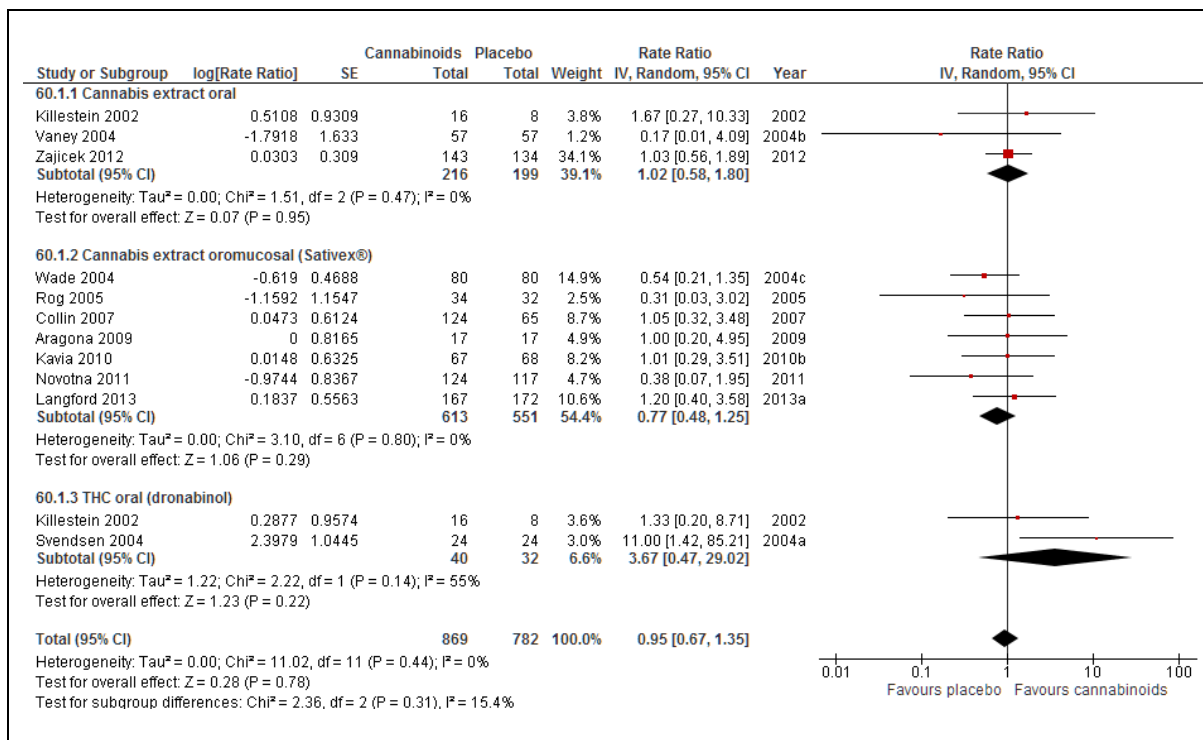 Cannabinoids Placebo Rate Ratio Rate Ratio
Study or Subgroup log[Rate Ratio] SE Total Total Weight IV, Random, 95% CI Year IV, Random, 95% CI
60.1.1 Cannabis extract oral
Killestein 2002 0.5108 0.9309 16 8 3.8% 1.67 [0.27, 10.33] 2002
Vaney 2004 -1.7918 1.633 57 57 1.2% 0.17 [0.01, 4.09] 2004b
Zajicek 2012 0.0303 0.309 143 134 34.1% 1.03 [0.56, 1.89] 2012
Subtotal (95% CI) 216 199 39.1% 1.02 [0.58, 1.80]
Heterogeneity: Tau² = 0.00; Chi² = 1.51, df = 2 (P = 0.47); I² = 0%
Test for overall effect: Z = 0.07 (P = 0.95)
60.1.2 Cannabis extract oromucosal (Sativex®)
Wade 2004 -0.619 0.4688 80 80 14.9% 0.54 [0.21, 1.35] 2004c
Rog 2005 -1.1592 1.1547 34 32 2.5% 0.31 [0.03, 3.02] 2005
Collin 2007 0.0473 0.6124 124 65 8.7% 1.05 [0.32, 3.48] 2007
Aragona 2009 0 0.8165 17 17 4.9% 1.00 [0.20, 4.95] 2009
Kavia 2010 0.0148 0.6325 67 68 8.2% 1.01 [0.29, 3.51] 2010b
Novotna 2011 -0.9744 0.8367 124 117 4.7% 0.38 [0.07, 1.95] 2011
Langford 2013 0.1837 0.5563 167 172 10.6% 1.20 [0.40, 3.58] 2013a
Subtotal (95% CI) 613 551 54.4% 0.77 [0.48, 1.25]
Heterogeneity: Tau² = 0.00; Chi² = 3.10, df = 6 (P = 0.80); I² = 0%
Test for overall effect: Z = 1.06 (P = 0.29)
60.1.3 THC oral (dronabinol)
Killestein 2002 0.2877 0.9574 16 8 3.6% 1.33 [0.20, 8.71] 2002
Svendsen 2004 2.3979 1.0445 24 24 3.0% 11.00 [1.42, 85.21] 2004a
Subtotal (95% CI) 40 32 6.6% 3.67 [0.47, 29.02]
Heterogeneity: Tau² = 1.22; Chi² = 2.22, df = 1 (P = 0.14); I² = 55%
Test for overall effect: Z = 1.23 (P = 0.22)
Total (95% CI) 869 782 100.0% 0.95 [0.67, 1.35]
Heterogeneity: Tau² = 0.00; Chi² = 11.02, df = 11 (P = 0.44); I² = 0%
Test for overall effect: Z = 0.28 (P = 0.78)
Test for subgroup differences: Chi² = 2.36, df = 2 (P = 0.31), I² = 15.4%
0.01 0.1 1 10 100
Favours placebo Favours cannabinoids